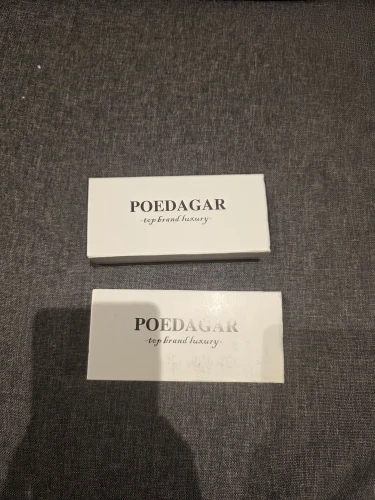 POEDAGAR
-top brand luxury-
POEDAGAR
-top brand luxury-